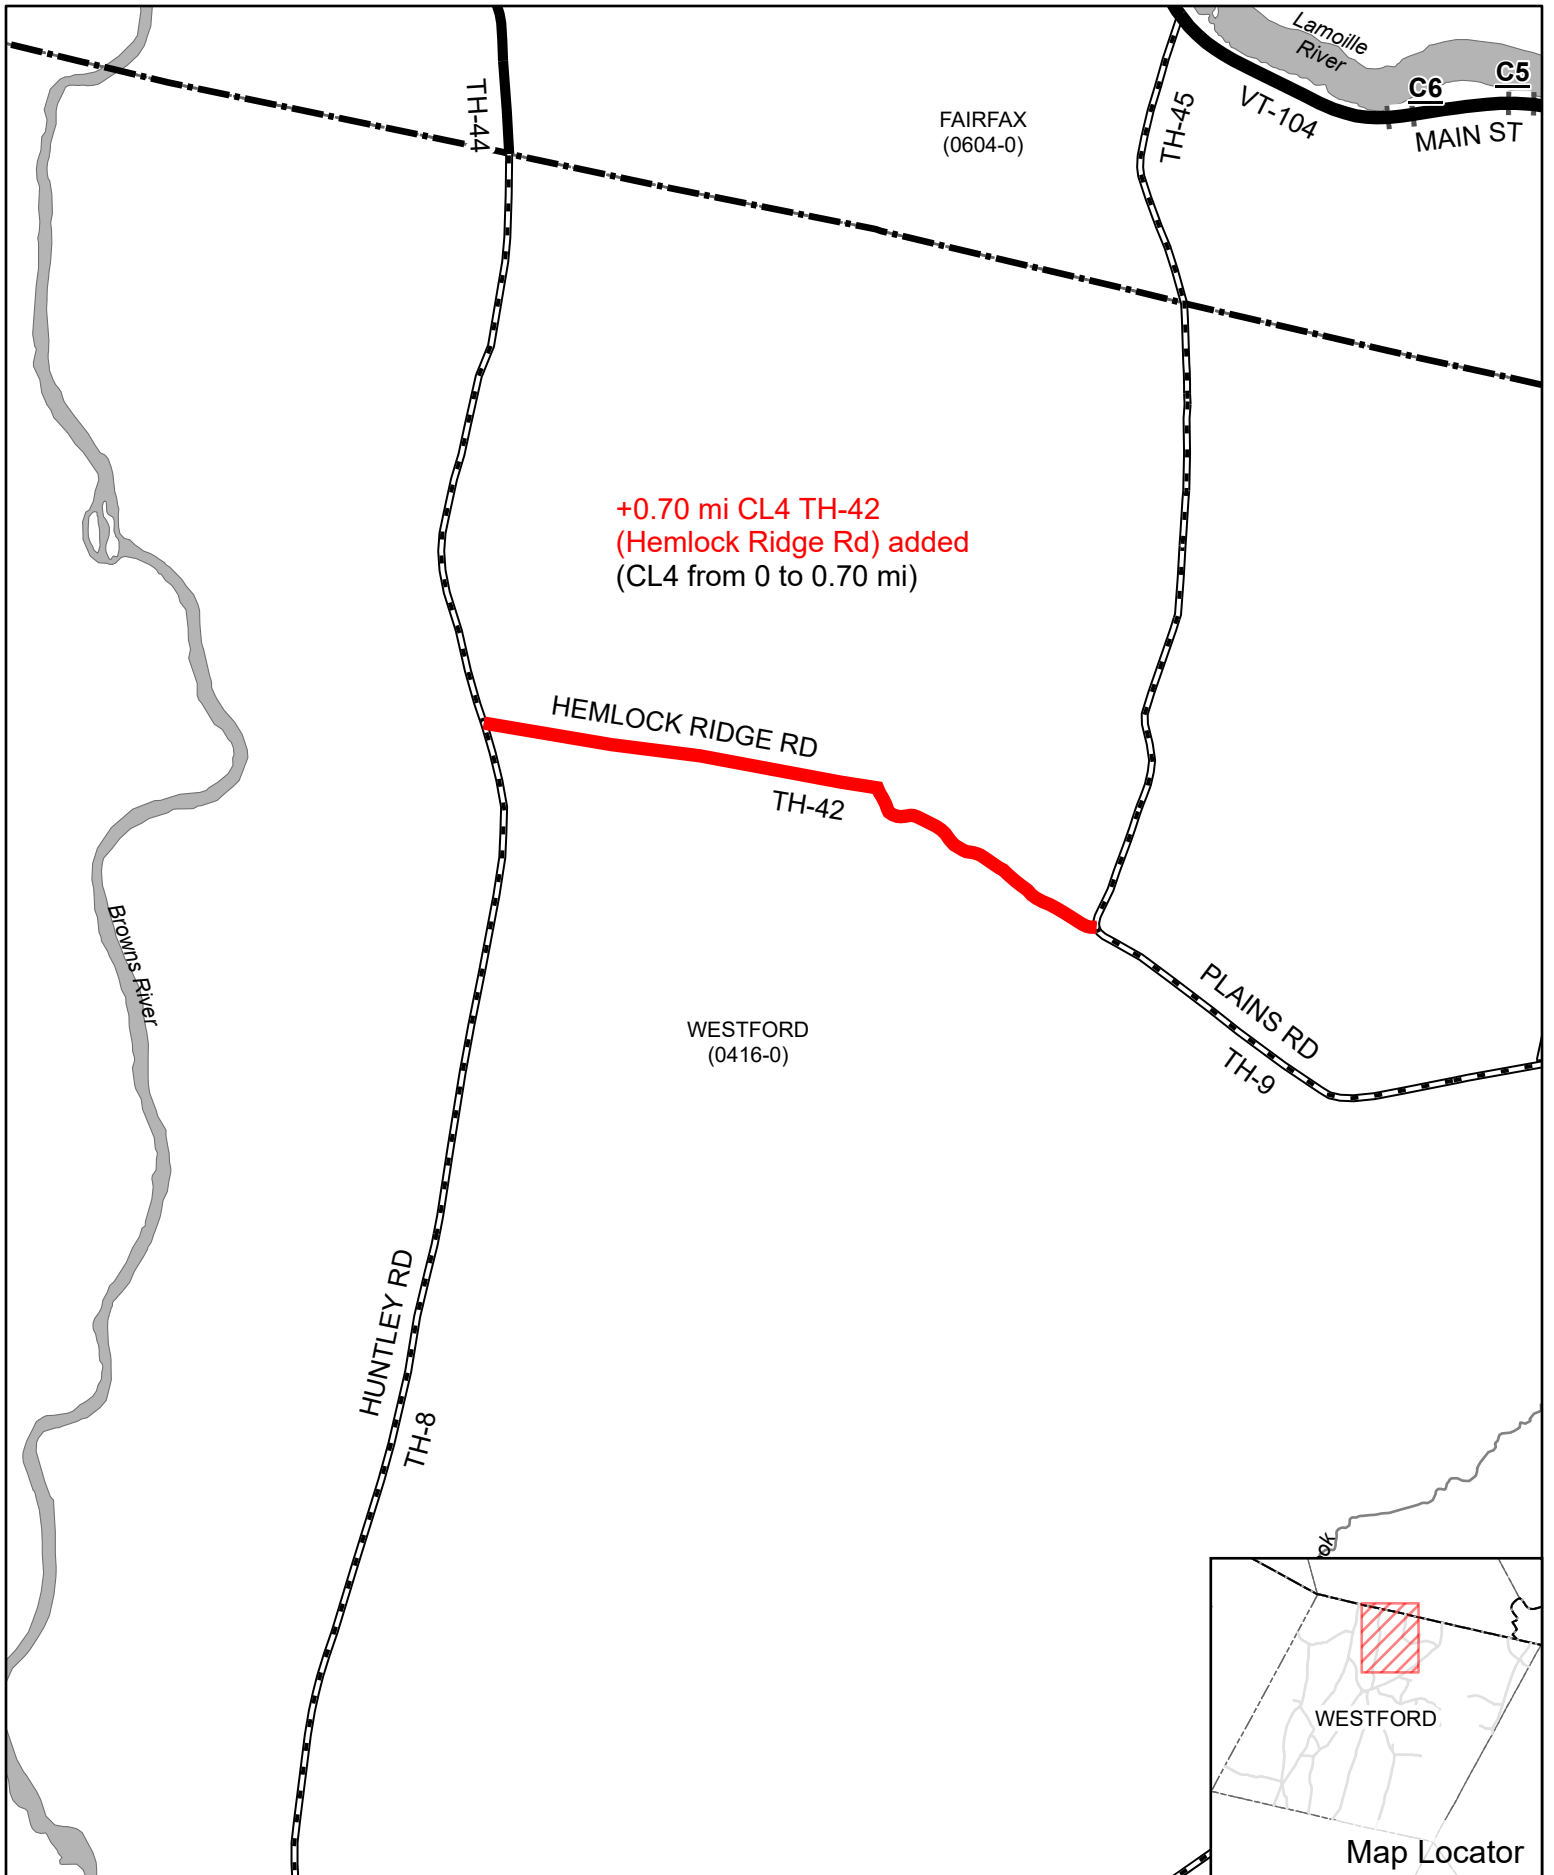 Lamoille
River
C6
C5
TH-44
FAIRFAX
(0604-0)
TH-45
VT-104
MAIN ST
+0.70 mi CL4 TH-42
(Hemlock Ridge Rd) added
(CL4 from 0 to 0.70 mi)
HEMLOCK RIDGE RD
TH-42
Browns River
PLAINS RD
TH-9
WESTFORD
(0416-0)
HUNTLEY RD
TH-8
ok
WESTFORD
Map Locator